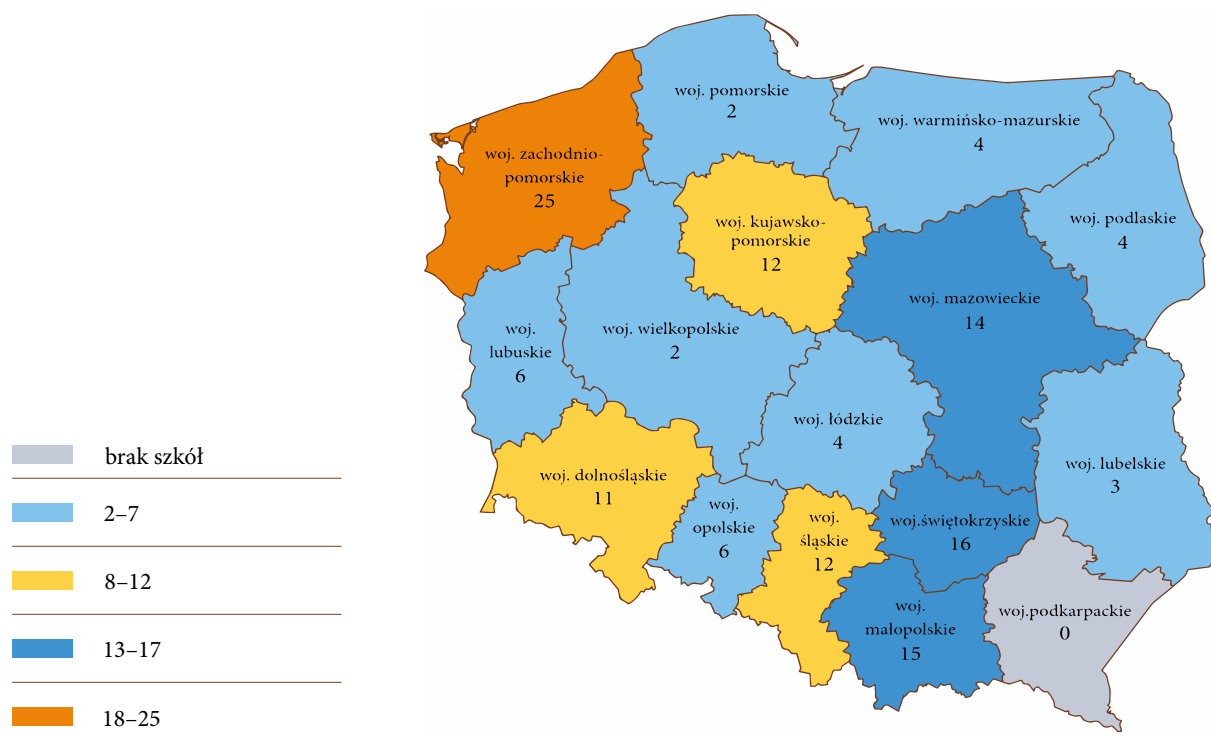 woj. pomorskie
2
woj. warmińsko-mazurskie
4
woj. zachodnio-
pomorskie
25
woj. kujawsko-
pomorskie
12
woj. podlaskie
4
woj. mazowieckie
14
woj.
lubuskie
6
woj. wielkopolskie
2
woj. łódzkie
4
woj. lubelskie
3
woj. dolnośląskie
11
woj.
opolskie
6
woj.
śląskie
12
woj.świętokrzyskie
16
woj.
małopolskie
15
woj.podkarpackie
0
brak szkół
2–7
8–12
13–17
18–25